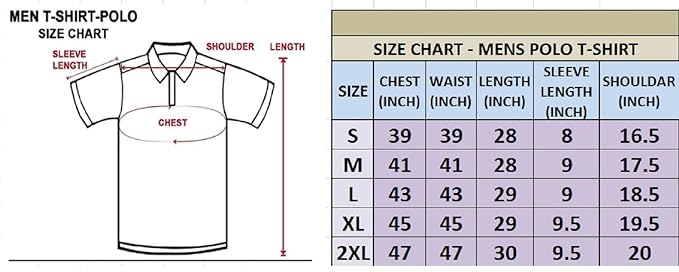 MEN T-SHIRT-POLO
SIZE CHART
SLEEVE
LENGTH
SHOULDER
LENGTH
CHEST
SIZE CHART - MENS POLO T-SHIRT
SIZE CHEST (INCH) WAIST (INCH) LENGTH (INCH) SLEEVE LENGTH (INCH) SHOULDAR (INCH)
S 39 39 28 8 16.5
M 41 41 28 9 17.5
L 43 43 29 9 18.5
XL 45 45 29 9.5 19.5
2XL 47 47 30 9.5 20